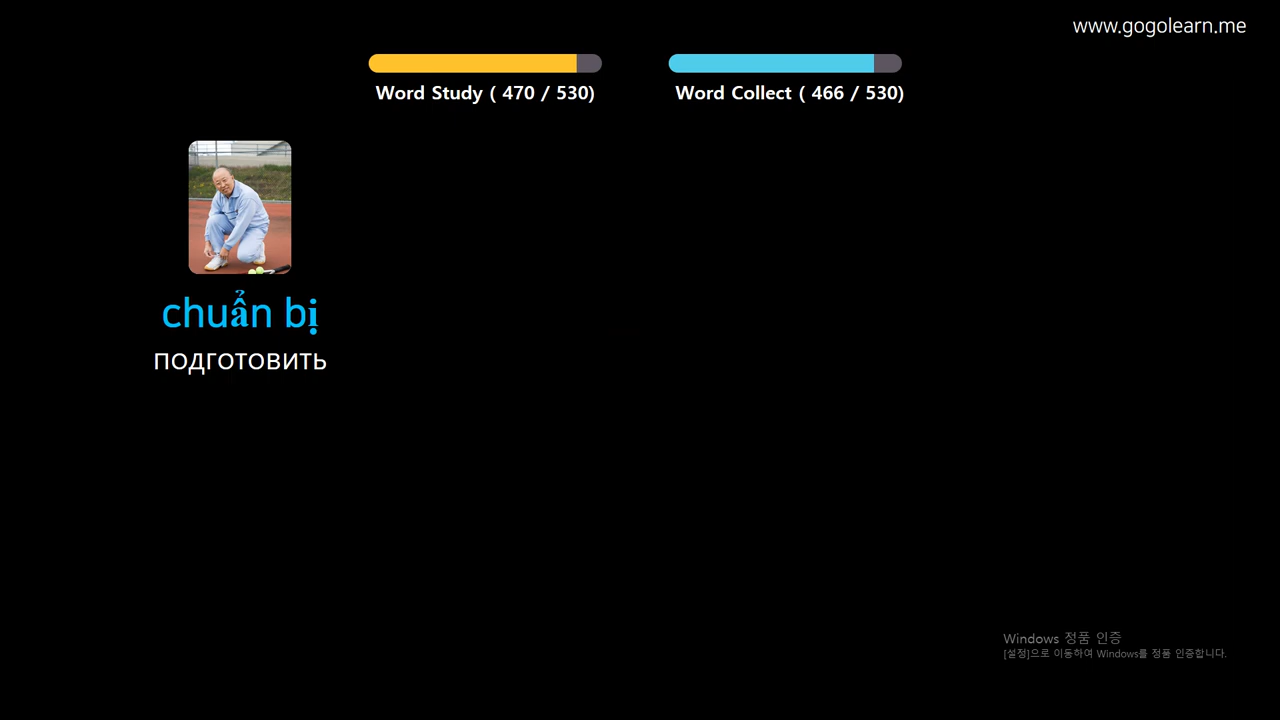 www.gogolearn.me
Word Study ( 470 / 530)
Word Collect ( 466 / 530)
chuẩn bị
подготовить
Windows 정품 인증
[설정]으로 이동하여 Windows를 정품 인증합니다.